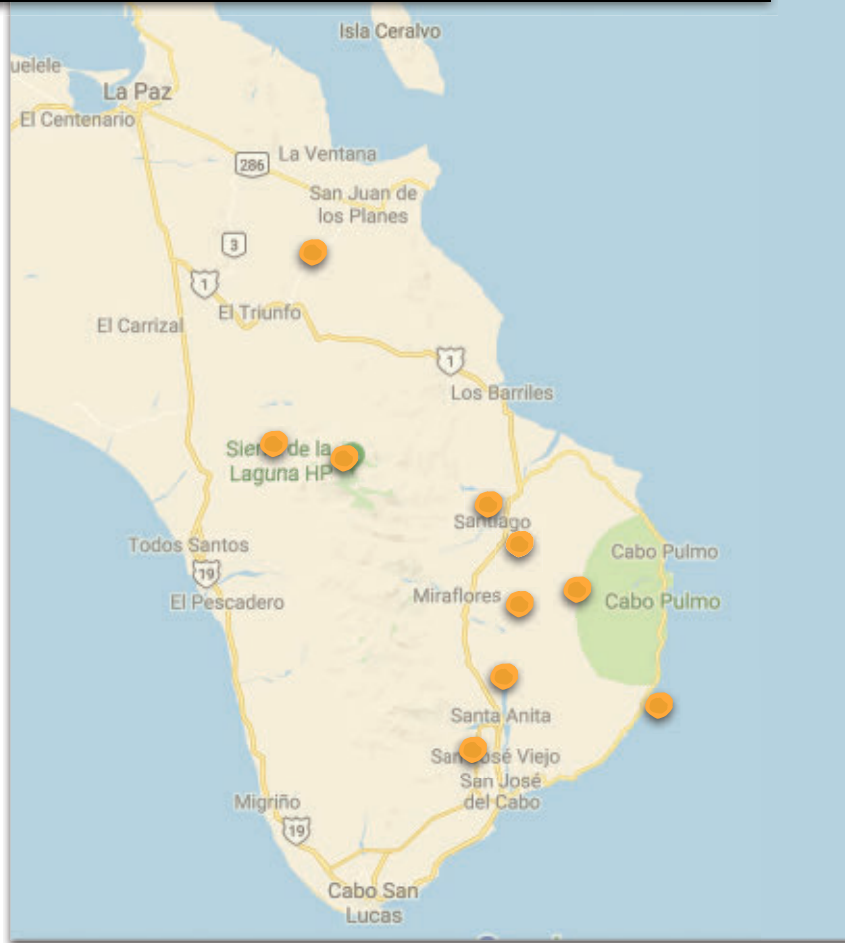 Isla Ceralvo
uelele
La Paz
El Centenario
286
La Ventana
San Juan de
los Planes
3
1
El Triunfo
El Carrizal
1
Los Barriles
de la
Laguna HP
Santiago
Todos Santos
Cabo Pulmo
19
El Pescadero
Miraflores
Cabo Pulmo
Santa Anita
San José Viejo
San José
del Cabo
Migriño
19
Cabo San
Lucas